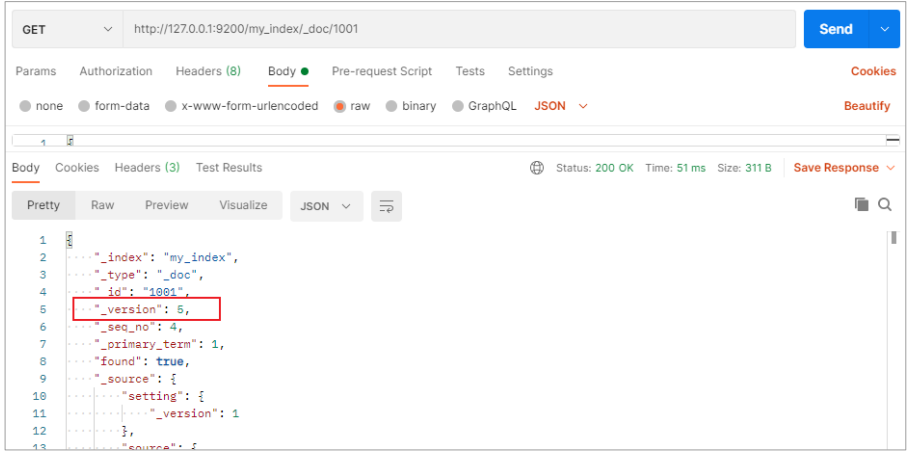 GET http://127.0.0.1:9200/my_index/_doc/1001 Send
Params Authorization Headers (8) Body Pre-request Script Tests Settings Cookies
none form-data x-www-form-urlencoded raw binary GraphQL JSON Beautify
1 {
Body Cookies Headers (3) Test Results Status: 200 OK Time: 51 ms Size: 311 B Save Response
Pretty Raw Preview Visualize JSON
1 {
2 "_index": "my_index",
3 "_type": "_doc",
4 "_id": "1001",
5 "_version": 5,
6 "_seq_no": 4,
7 "_primary_term": 1,
8 "found": true,
9 "_source": {
10 "setting": {
11 "_version": 1
12 },
13 "source": {